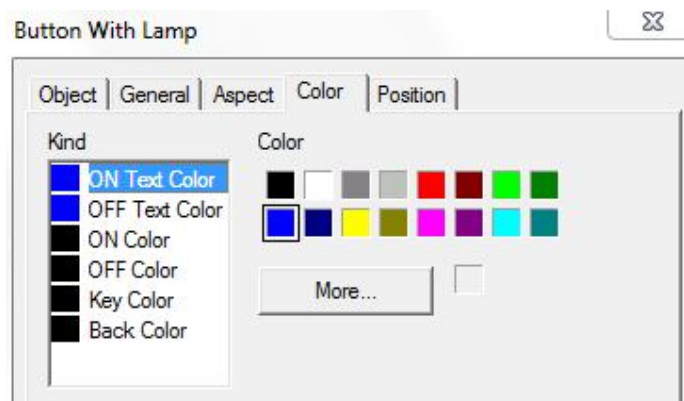 Button With Lamp
Object General Aspect Color Position
Kind Color
ON Text Color
OFF Text Color
ON Color
OFF Color
Key Color
Back Color
More...